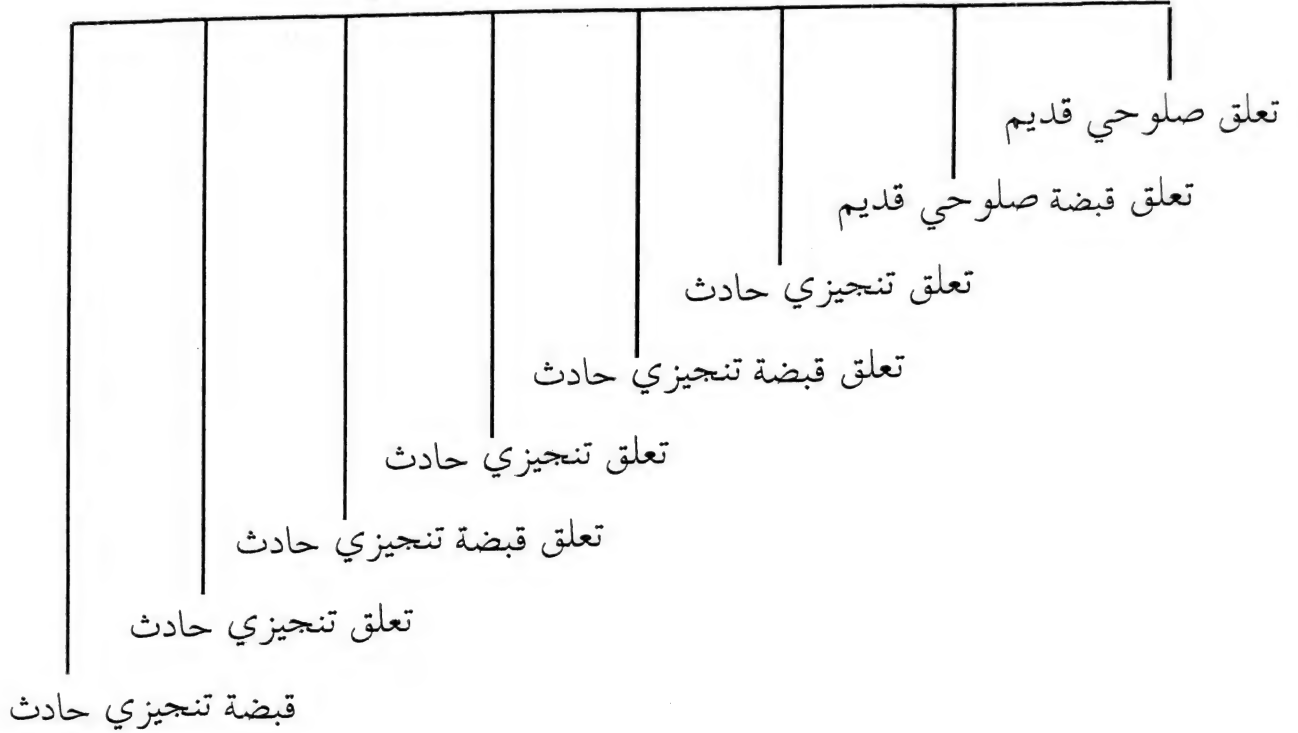 تعلق صلوحي قديم
تعلق قبضة صلوحي قديم
تعلق تنجيزي حادث
تعلق قبضة تنجيزي حادث
تعلق تنجيزي حادث
تعلق قبضة تنجيزي حادث
تعلق تنجيزي حادث
قبضة تنجيزي حادث